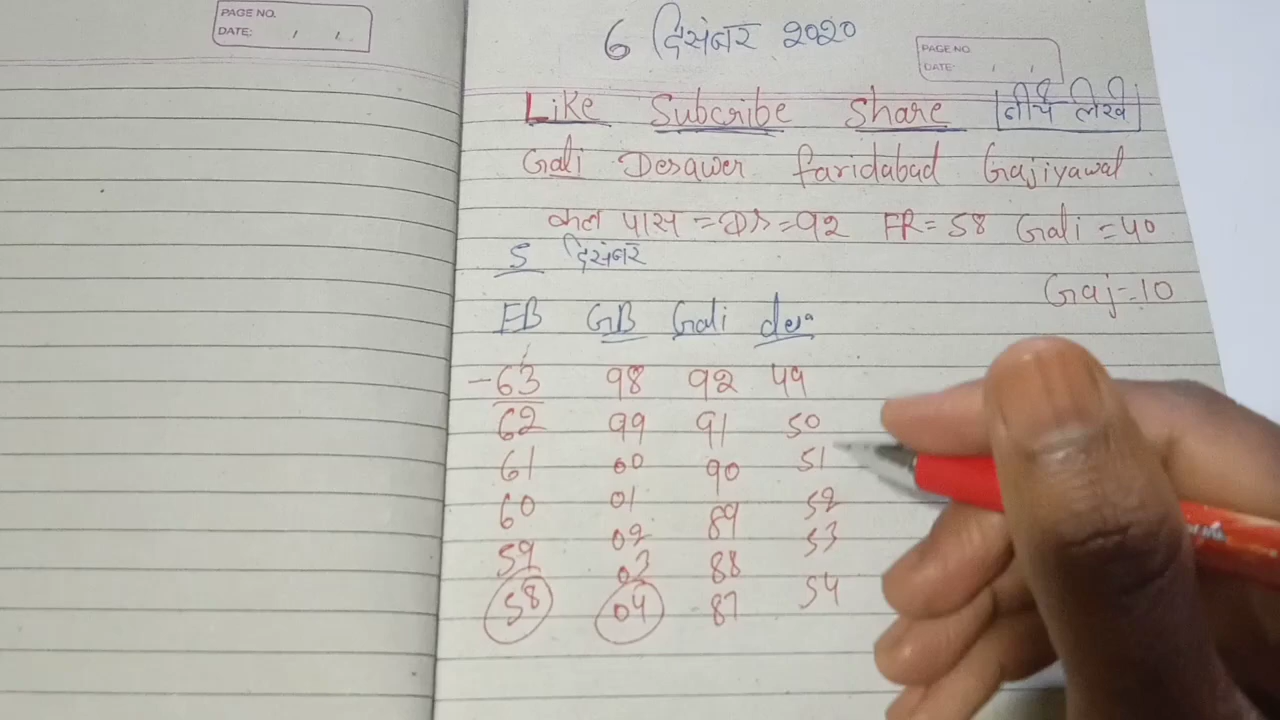 PAGE NO.
DATE:
6 दिसंबर 2020
PAGE NO.
DATE:
Like Subcribe Share नीचे लिखे
Gali Desawer faridabad Gajiyawal
कल पास = DS = 92 FR = 58 Gali = 40
5 दिसंबर
Gaj = 10
FB GB Gali des
-63 98 92 49
62 99 91 50
61 00 90 51
60 01 89 52
59 02 88 53
58 03 87 54
04